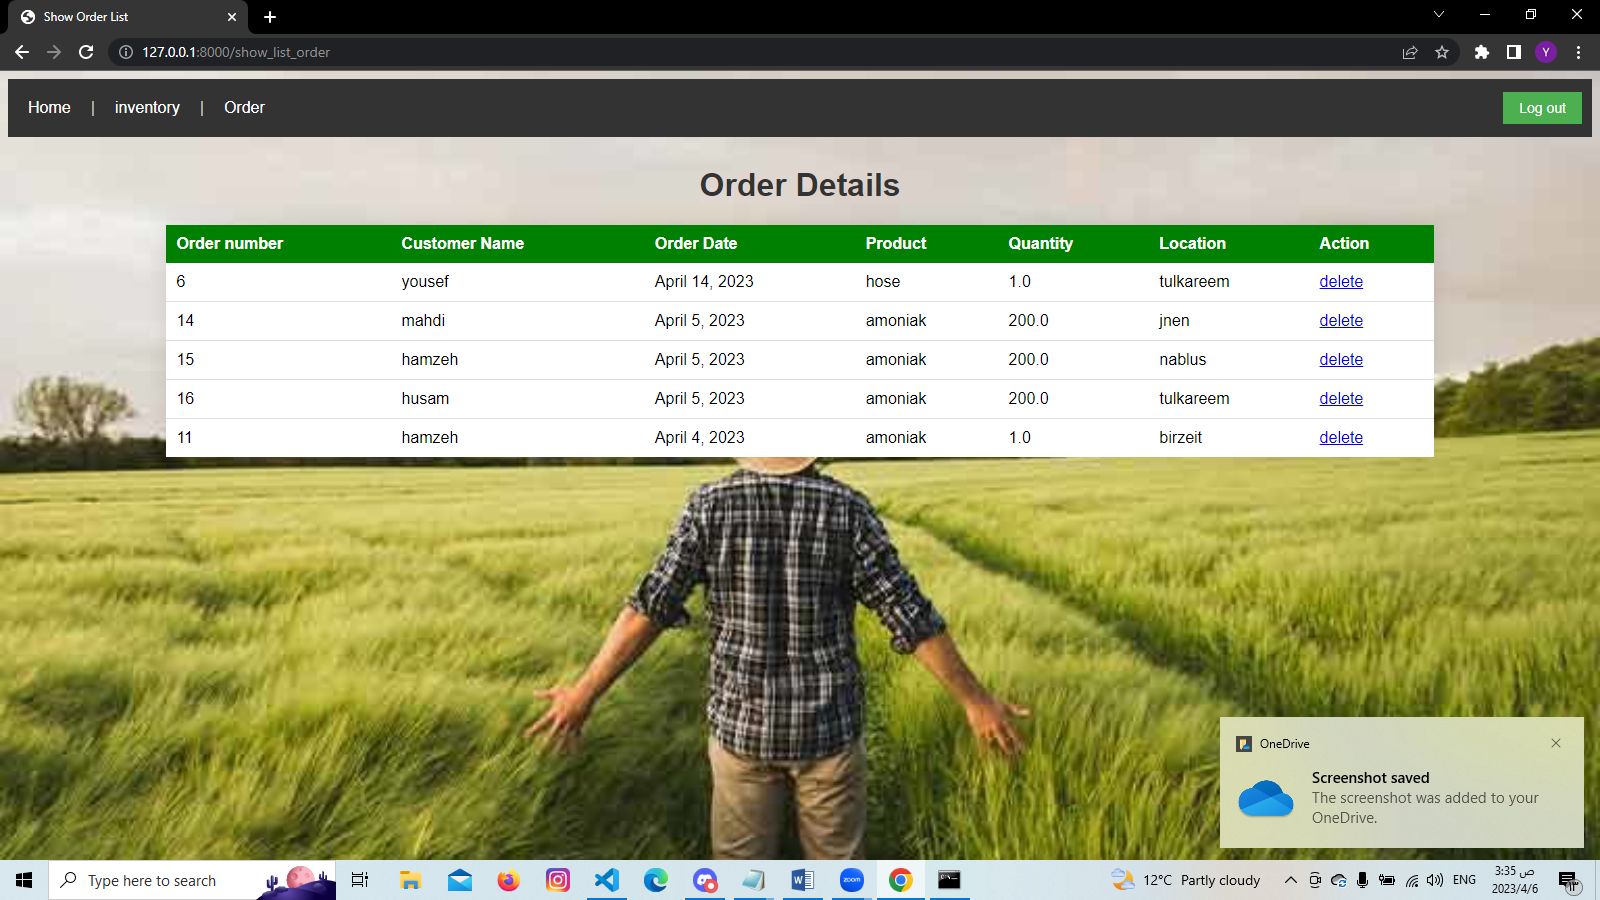 Show Order List
127.0.0.1:8000/show_list_order
Y
Home | inventory | Order
Log out
Order Details
Order number Customer Name Order Date Product Quantity Location Action
6 yousef April 14, 2023 hose 1.0 tulkareem delete
14 mahdi April 5, 2023 amoniak 200.0 jnen delete
15 hamzeh April 5, 2023 amoniak 200.0 nablus delete
16 husam April 5, 2023 amoniak 200.0 tulkareem delete
11 hamzeh April 4, 2023 amoniak 1.0 birzeit delete
OneDrive
Screenshot saved
The screenshot was added to your
OneDrive.
Type here to search
zoom
12°C Partly cloudy
ENG
3:35 ص
2023/4/6